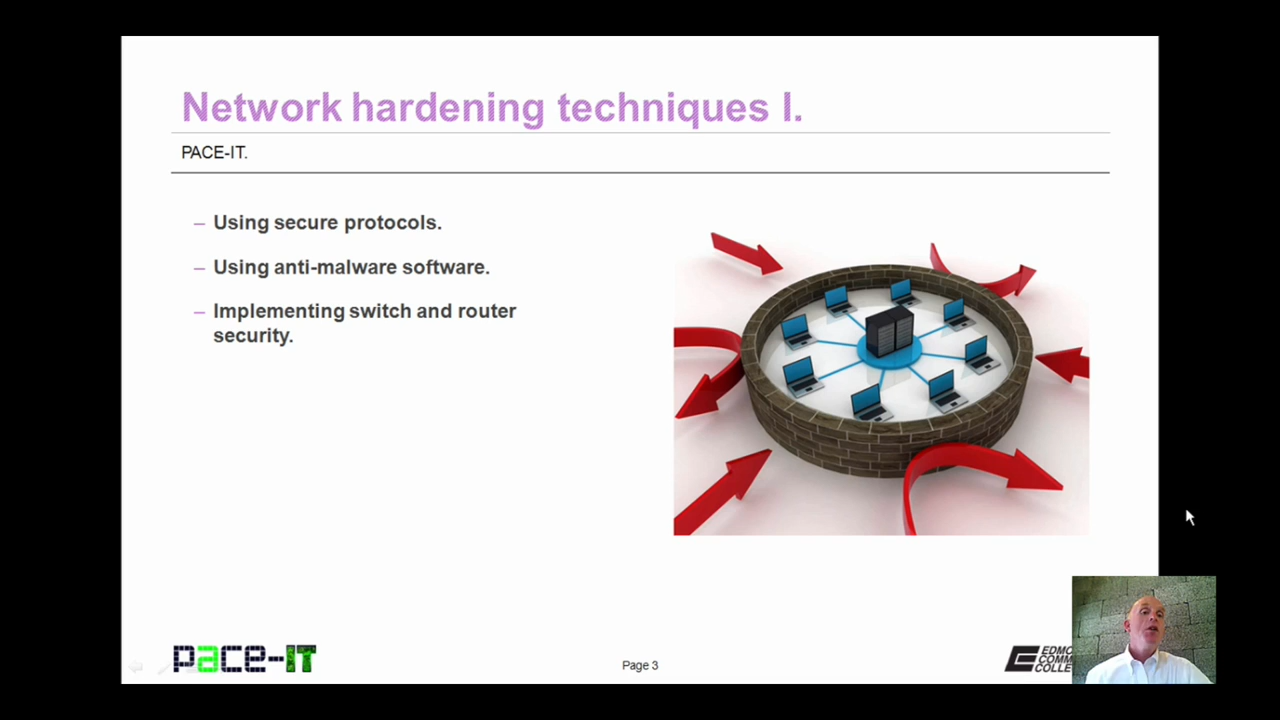 Network hardening techniques I.
PACE-IT.
– Using secure protocols.
– Using anti-malware software.
– Implementing switch and router
security.
pace-IT
Page 3